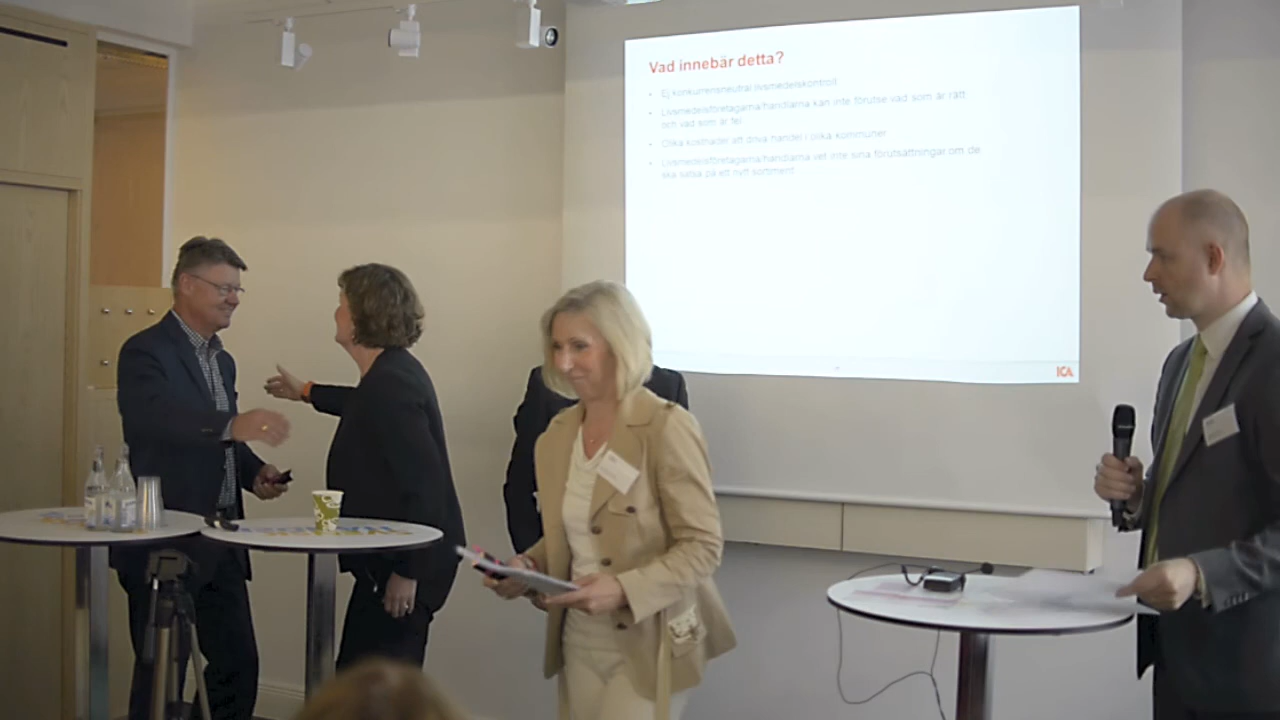 Vad innebär detta?
• Ej konkurrensneutral livsmedelskontroll
• Livsmedelsföretagarna/handlarna kan inte förutse vad som är rätt
och vad som är fel
• Olika kostnader att driva handel i olika kommuner
• Livsmedelsföretagarna/handlarna vet inte sina förutsättningar om de
ska satsa på ett nytt sortiment
ICA